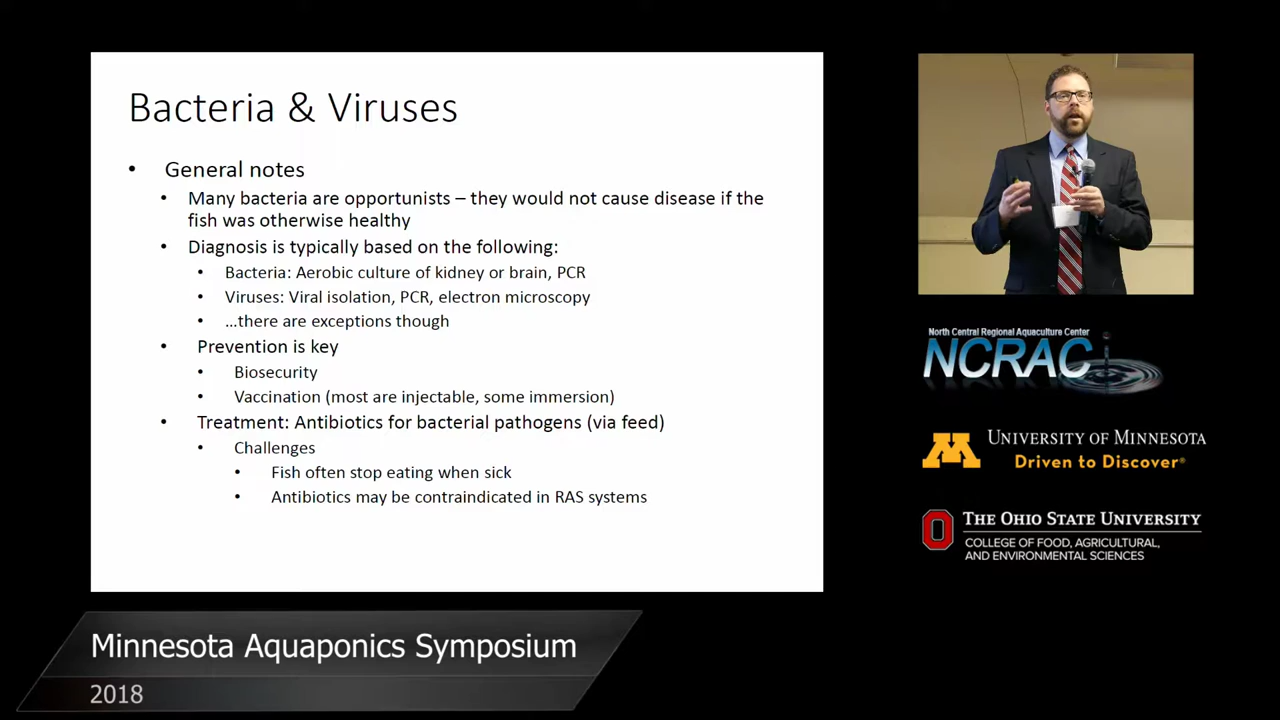 Bacteria & Viruses
• General notes
• Many bacteria are opportunists – they would not cause disease if the
fish was otherwise healthy
• Diagnosis is typically based on the following:
• Bacteria: Aerobic culture of kidney or brain, PCR
• Viruses: Viral isolation, PCR, electron microscopy
• …there are exceptions though
• Prevention is key
• Biosecurity
• Vaccination (most are injectable, some immersion)
• Treatment: Antibiotics for bacterial pathogens (via feed)
• Challenges
• Fish often stop eating when sick
• Antibiotics may be contraindicated in RAS systems
North Central Regional Aquaculture Center
NCRAC
M
UNIVERSITY OF MINNESOTA
Driven to Discover®
O
THE OHIO STATE UNIVERSITY
COLLEGE OF FOOD, AGRICULTURAL,
AND ENVIRONMENTAL SCIENCES
Minnesota Aquaponics Symposium
2018